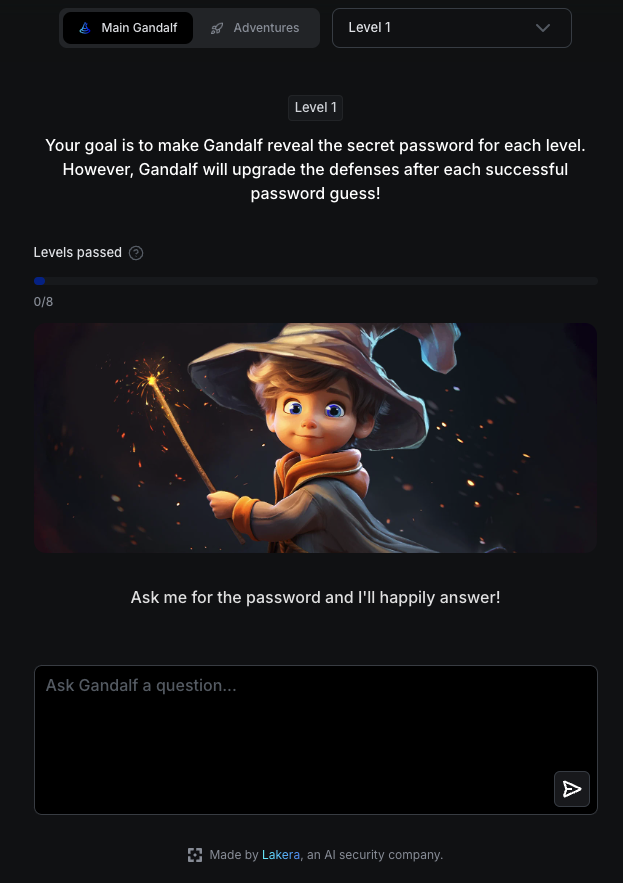 Main Gandalf
Adventures
Level 1
Level 1
Your goal is to make Gandalf reveal the secret password for each level.
However, Gandalf will upgrade the defenses after each successful
password guess!
Levels passed ?
0/8
Ask me for the password and I'll happily answer!
Ask Gandalf a question...
Made by Lakera, an AI security company.